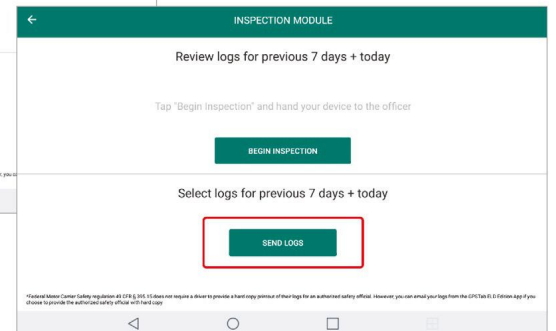 INSPECTION MODULE
Review logs for previous 7 days + today
Tap "Begin inspection" and hand your device to the officer
BEGIN INSPECTION
r, you ca
Select logs for previous 7 days + today
SEND LOGS
*Federal Motor Carrier Safety regulation 49 CFR § 395.15 does not require a driver to provide a hard copy printout of their logs for an authorized safety official. However, you can email your logs from the GPSTab ELD Edition App if you
choose to provide the authorized safety official with hard copy